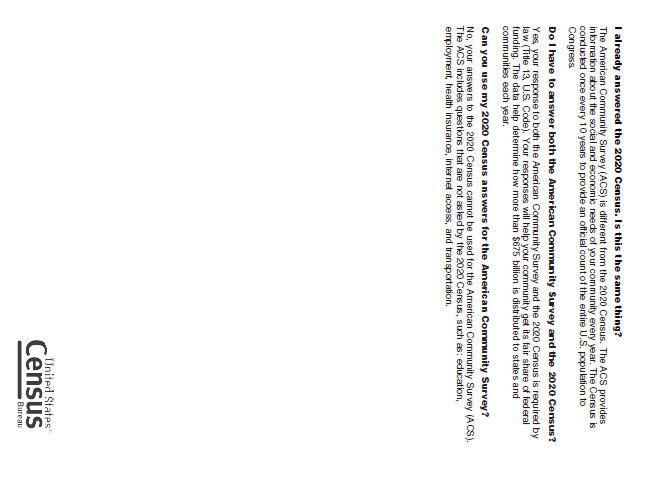 I already answered the 2020 Census. Is this the same thing?
The American Community Survey (ACS) is different from the 2020 Census. The ACS provides
information about the social and economic needs of your community every year. The Census is
conducted once every 10 years to provide an official count of the entire U.S. population to
Congress.
Do I have to answer both the American Community Survey and the 2020 Census?
Yes, your response to both the American Community Survey and the 2020 Census is required by
law (Title 13, U.S. Code). Your responses will help your community get its fair share of federal
funding. The data help determine how more than $675 billion is distributed to states and
communities each year.
Can you use my 2020 Census answers for the American Community Survey?
No, your answers to the 2020 Census cannot be used for the American Community Survey (ACS).
The ACS includes questions that are not asked by the 2020 Census, such as: education,
employment, health insurance, internet access, and transportation.
United States®
Census
Bureau